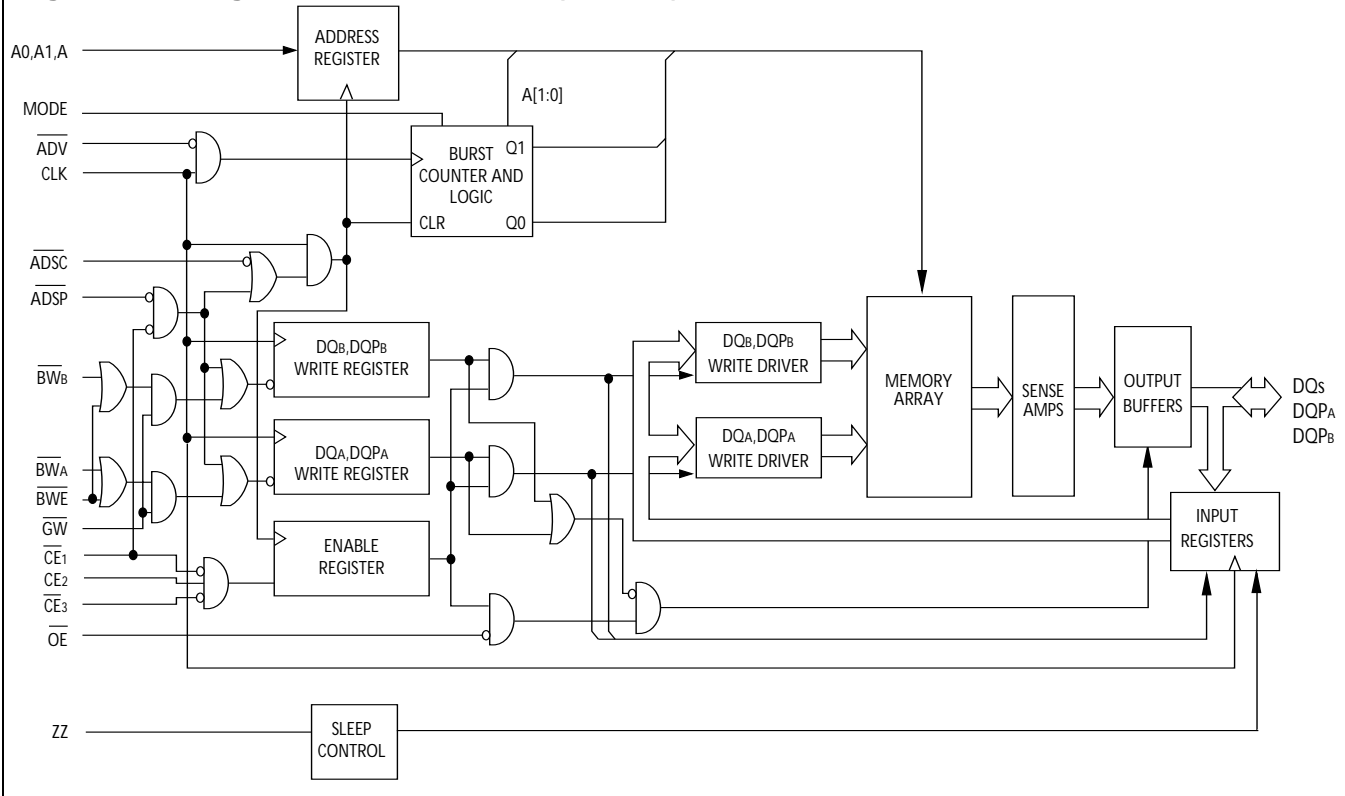 A0,A1,A
ADDRESS
REGISTER
MODE
A[1:0]
ADV
CLK
BURST
COUNTER AND
LOGIC
Q1
CLR
Q0
ADSC
ADSP
DQB,DQPB
WRITE REGISTER
DQB,DQPB
WRITE DRIVER
BWB
MEMORY
ARRAY
SENSE
AMPS
OUTPUT
BUFFERS
DQs
DQPA
DQPB
DQA,DQPA
WRITE REGISTER
DQA,DQPA
WRITE DRIVER
BWA
BWE
GW
INPUT
REGISTERS
CE1
CE2
CE3
ENABLE
REGISTER
OE
ZZ
SLEEP
CONTROL